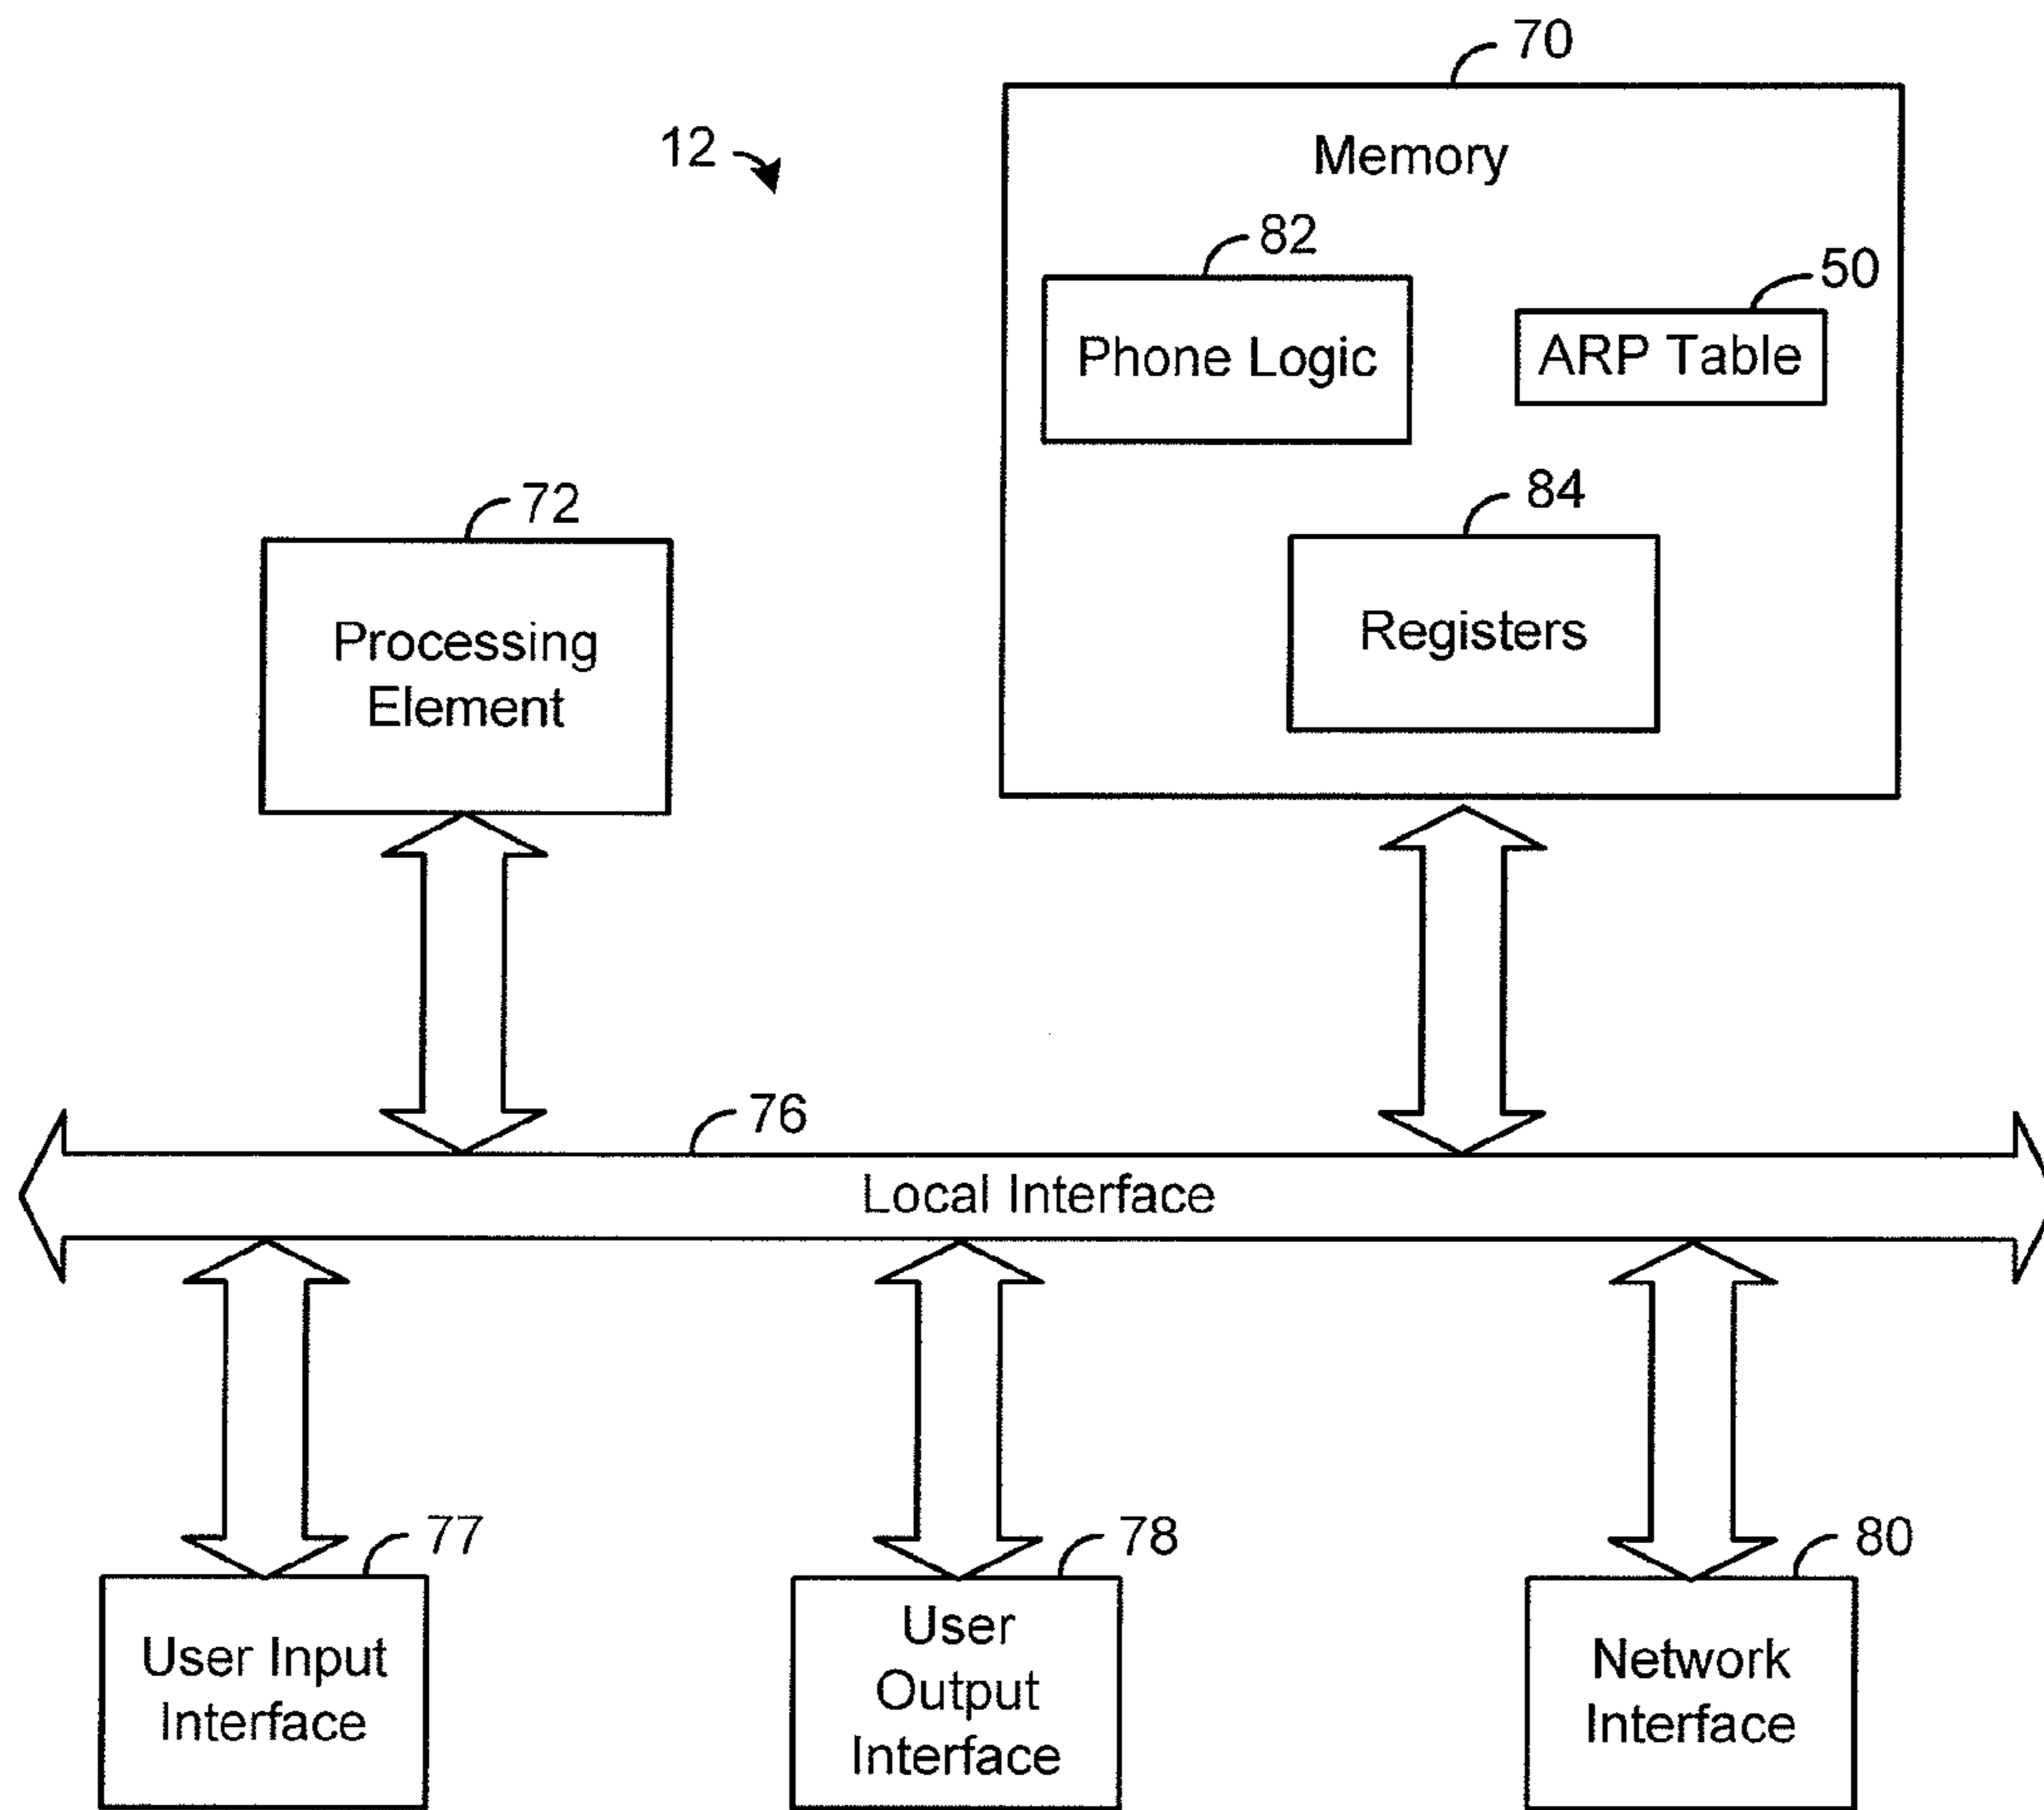 70
12
Memory
82
50
Phone Logic
ARP Table
72
84
Processing
Element
Registers
76
Local Interface
77
78
80
User Input
Interface
User
Output
Interface
Network
Interface